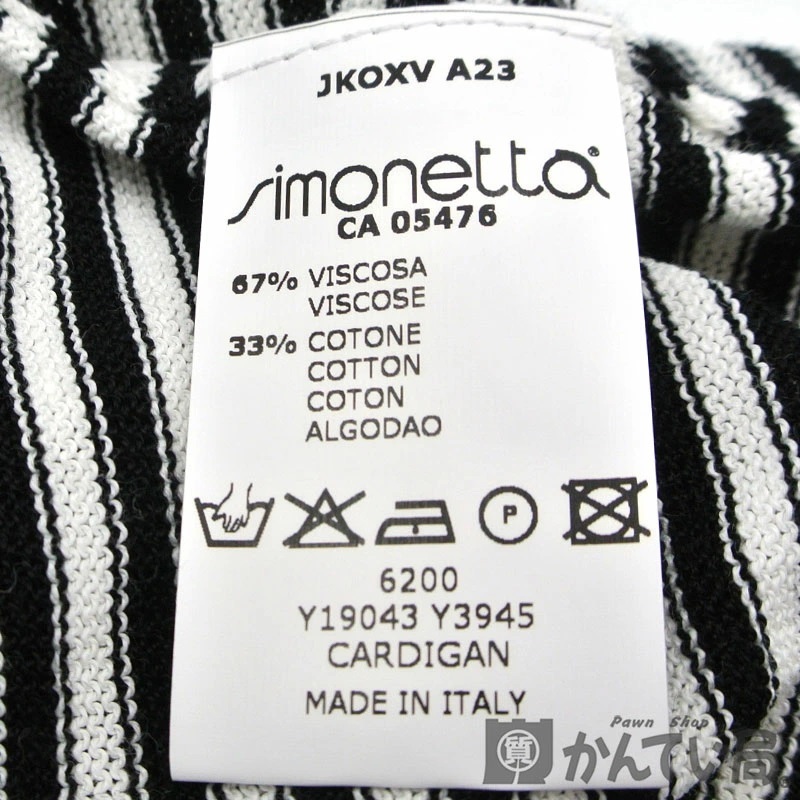 JKOXV A23
simonetta®
CA 05476
67% VISCOSA
VISCOSE
33% COTONE
COTTON
COTON
ALGODAO
P
6200
Y19043 Y3945
CARDIGAN
MADE IN ITALY
Pawn Shop
質 かんてい局